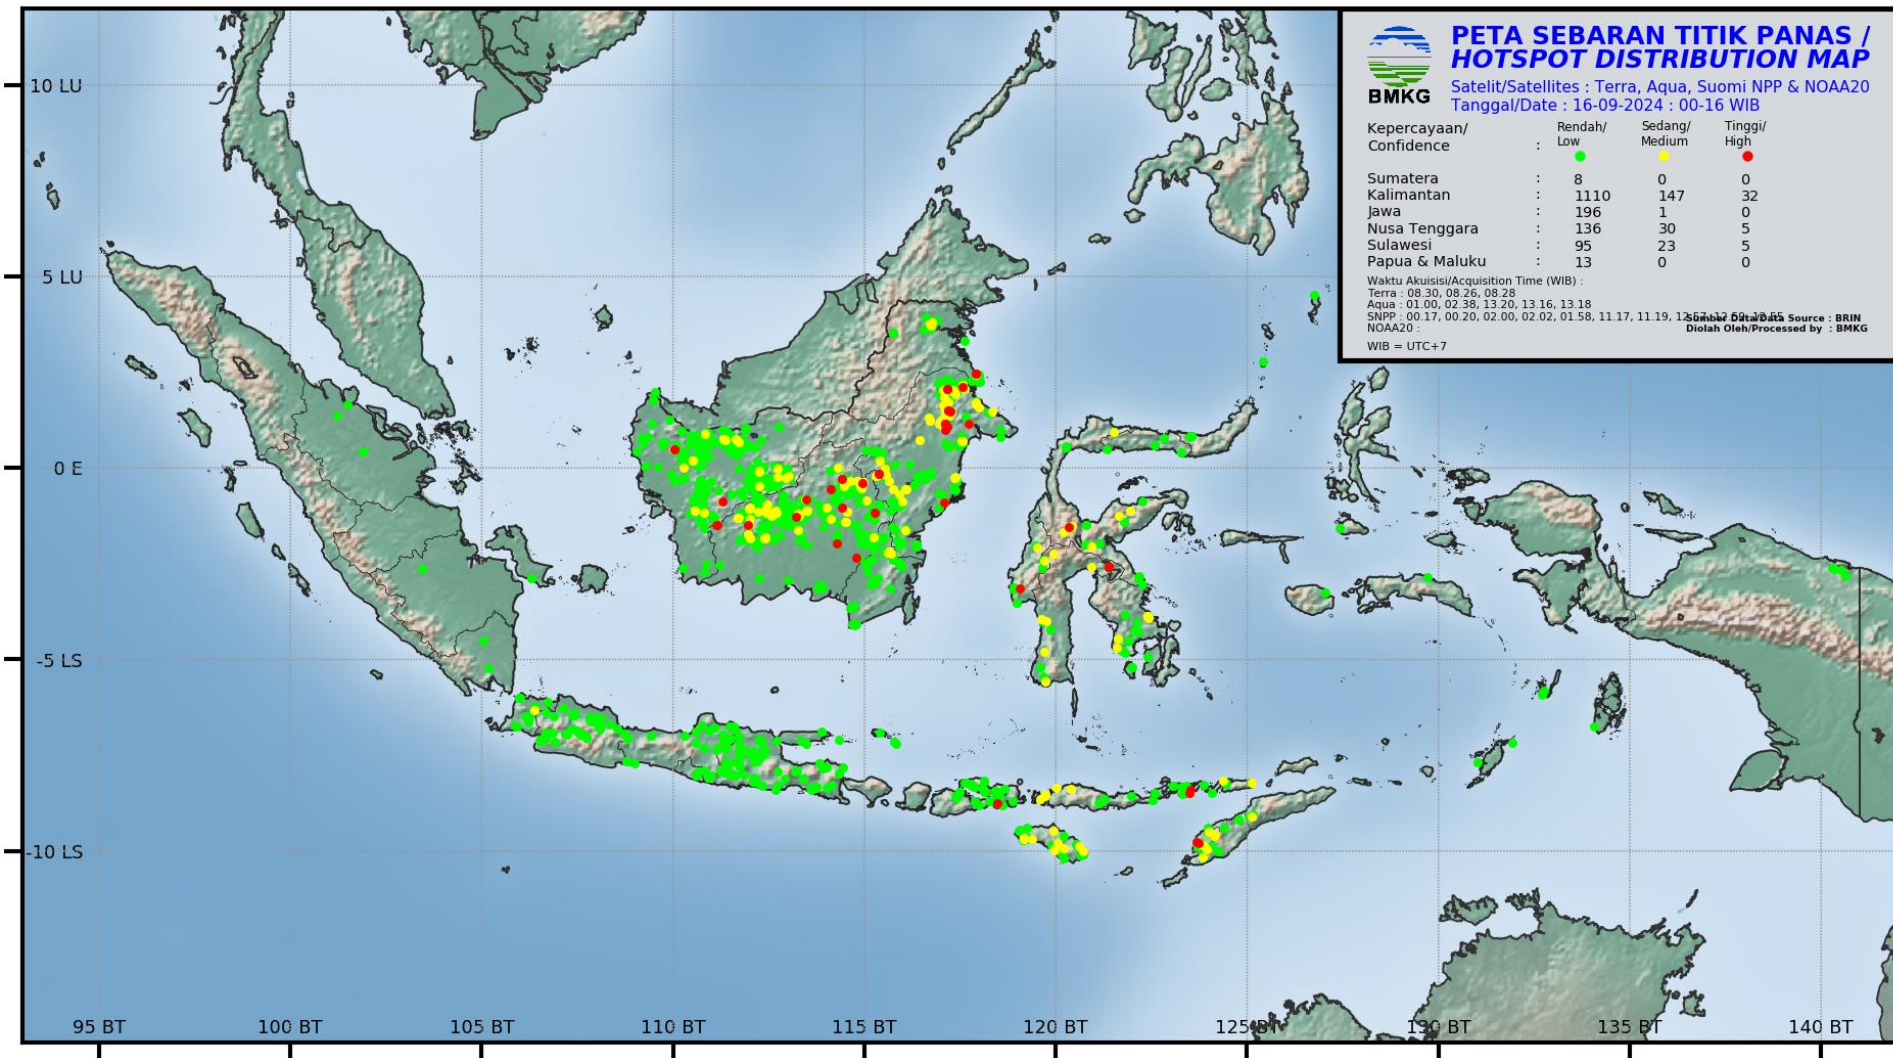 PETA SEBARAN TITIK PANAS /
HOTSPOT DISTRIBUTION MAP
Satelit/Satellites : Terra, Aqua, Suomi NPP & NOAA20
Tanggal/Date : 16-09-2024 : 00-16 WIB
BMKG
Kepercayaan/ Confidence : Rendah/ Low Sedang/ Medium Tinggi/ High
Sumatera : 8 0 0
Kalimantan : 1110 147 32
Jawa : 196 1 0
Nusa Tenggara : 136 30 5
Sulawesi : 95 23 5
Papua & Maluku : 13 0 0
Waktu Akuisisi/Acquisition Time (WIB) :
Terra : 08.30, 08.26, 08.28
Aqua : 01.00, 02.38, 13.20, 13.16, 13.18
SNPP : 00.17, 00.20, 02.00, 02.02, 01.58, 11.17, 11.19,
Sumber Data/Data Source : BRIN
NOAA20 :
Diolah Oleh/Processed by : BMKG
WIB = UTC+7
10 LU
5 LU
0 E
-5 LS
-10 LS
95 BT 100 BT 105 BT 110 BT 115 BT 120 BT 125 BT 130 BT 135 BT 140 BT